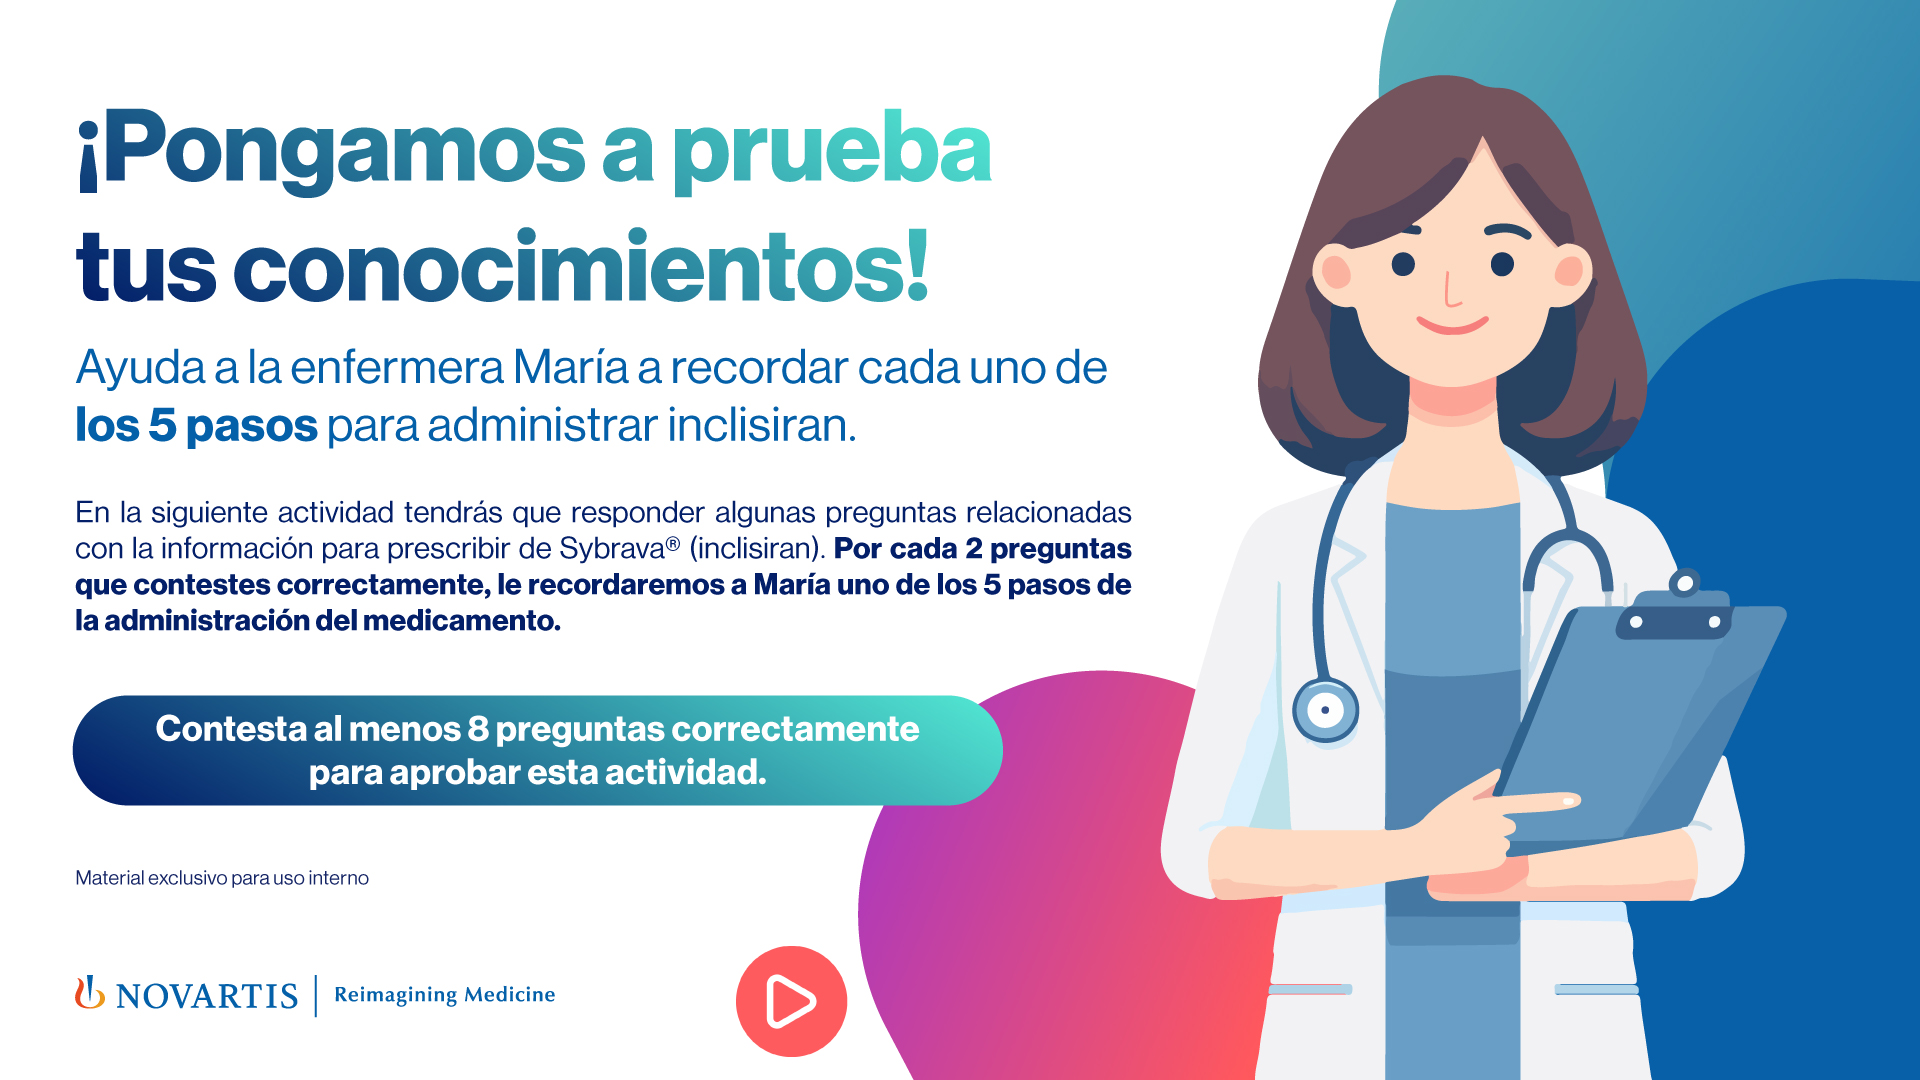 ¡Pongamos a prueba
tus conocimientos!
Ayuda a la enfermera María a recordar cada uno de
los 5 pasos para administrar inclisiran.
En la siguiente actividad tendrás que responder algunas preguntas relacionadas
con la información para prescribir de Sybrava® (inclisiran). Por cada 2 preguntas
que contestes correctamente, le recordaremos a María uno de los 5 pasos de
la administración del medicamento.
Contesta al menos 8 preguntas correctamente
para aprobar esta actividad.
Material exclusivo para uso interno
NOVARTIS | Reimagining Medicine